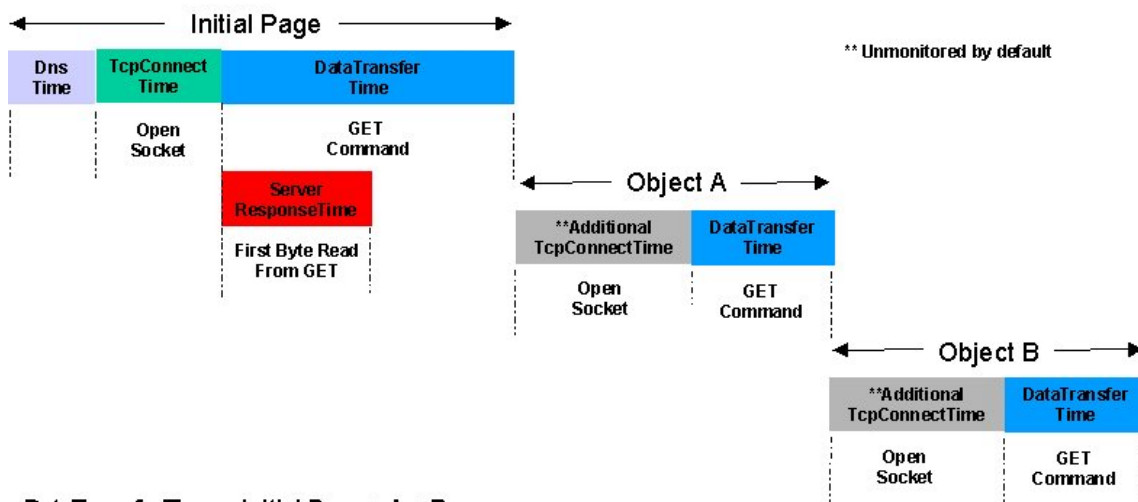 Initial Page
** Unmonitored by default
Dns
Time
TcpConnect
Time
DataTransfer
Time
Open
Socket
GET
Command
Server
ResponseTime
First Byte Read
From GET
Object A
**Additional
TcpConnectTime
DataTransfer
Time
Open
Socket
GET
Command
Object B
**Additional
TcpConnectTime
DataTransfer
Time
Open
Socket
GET
Command